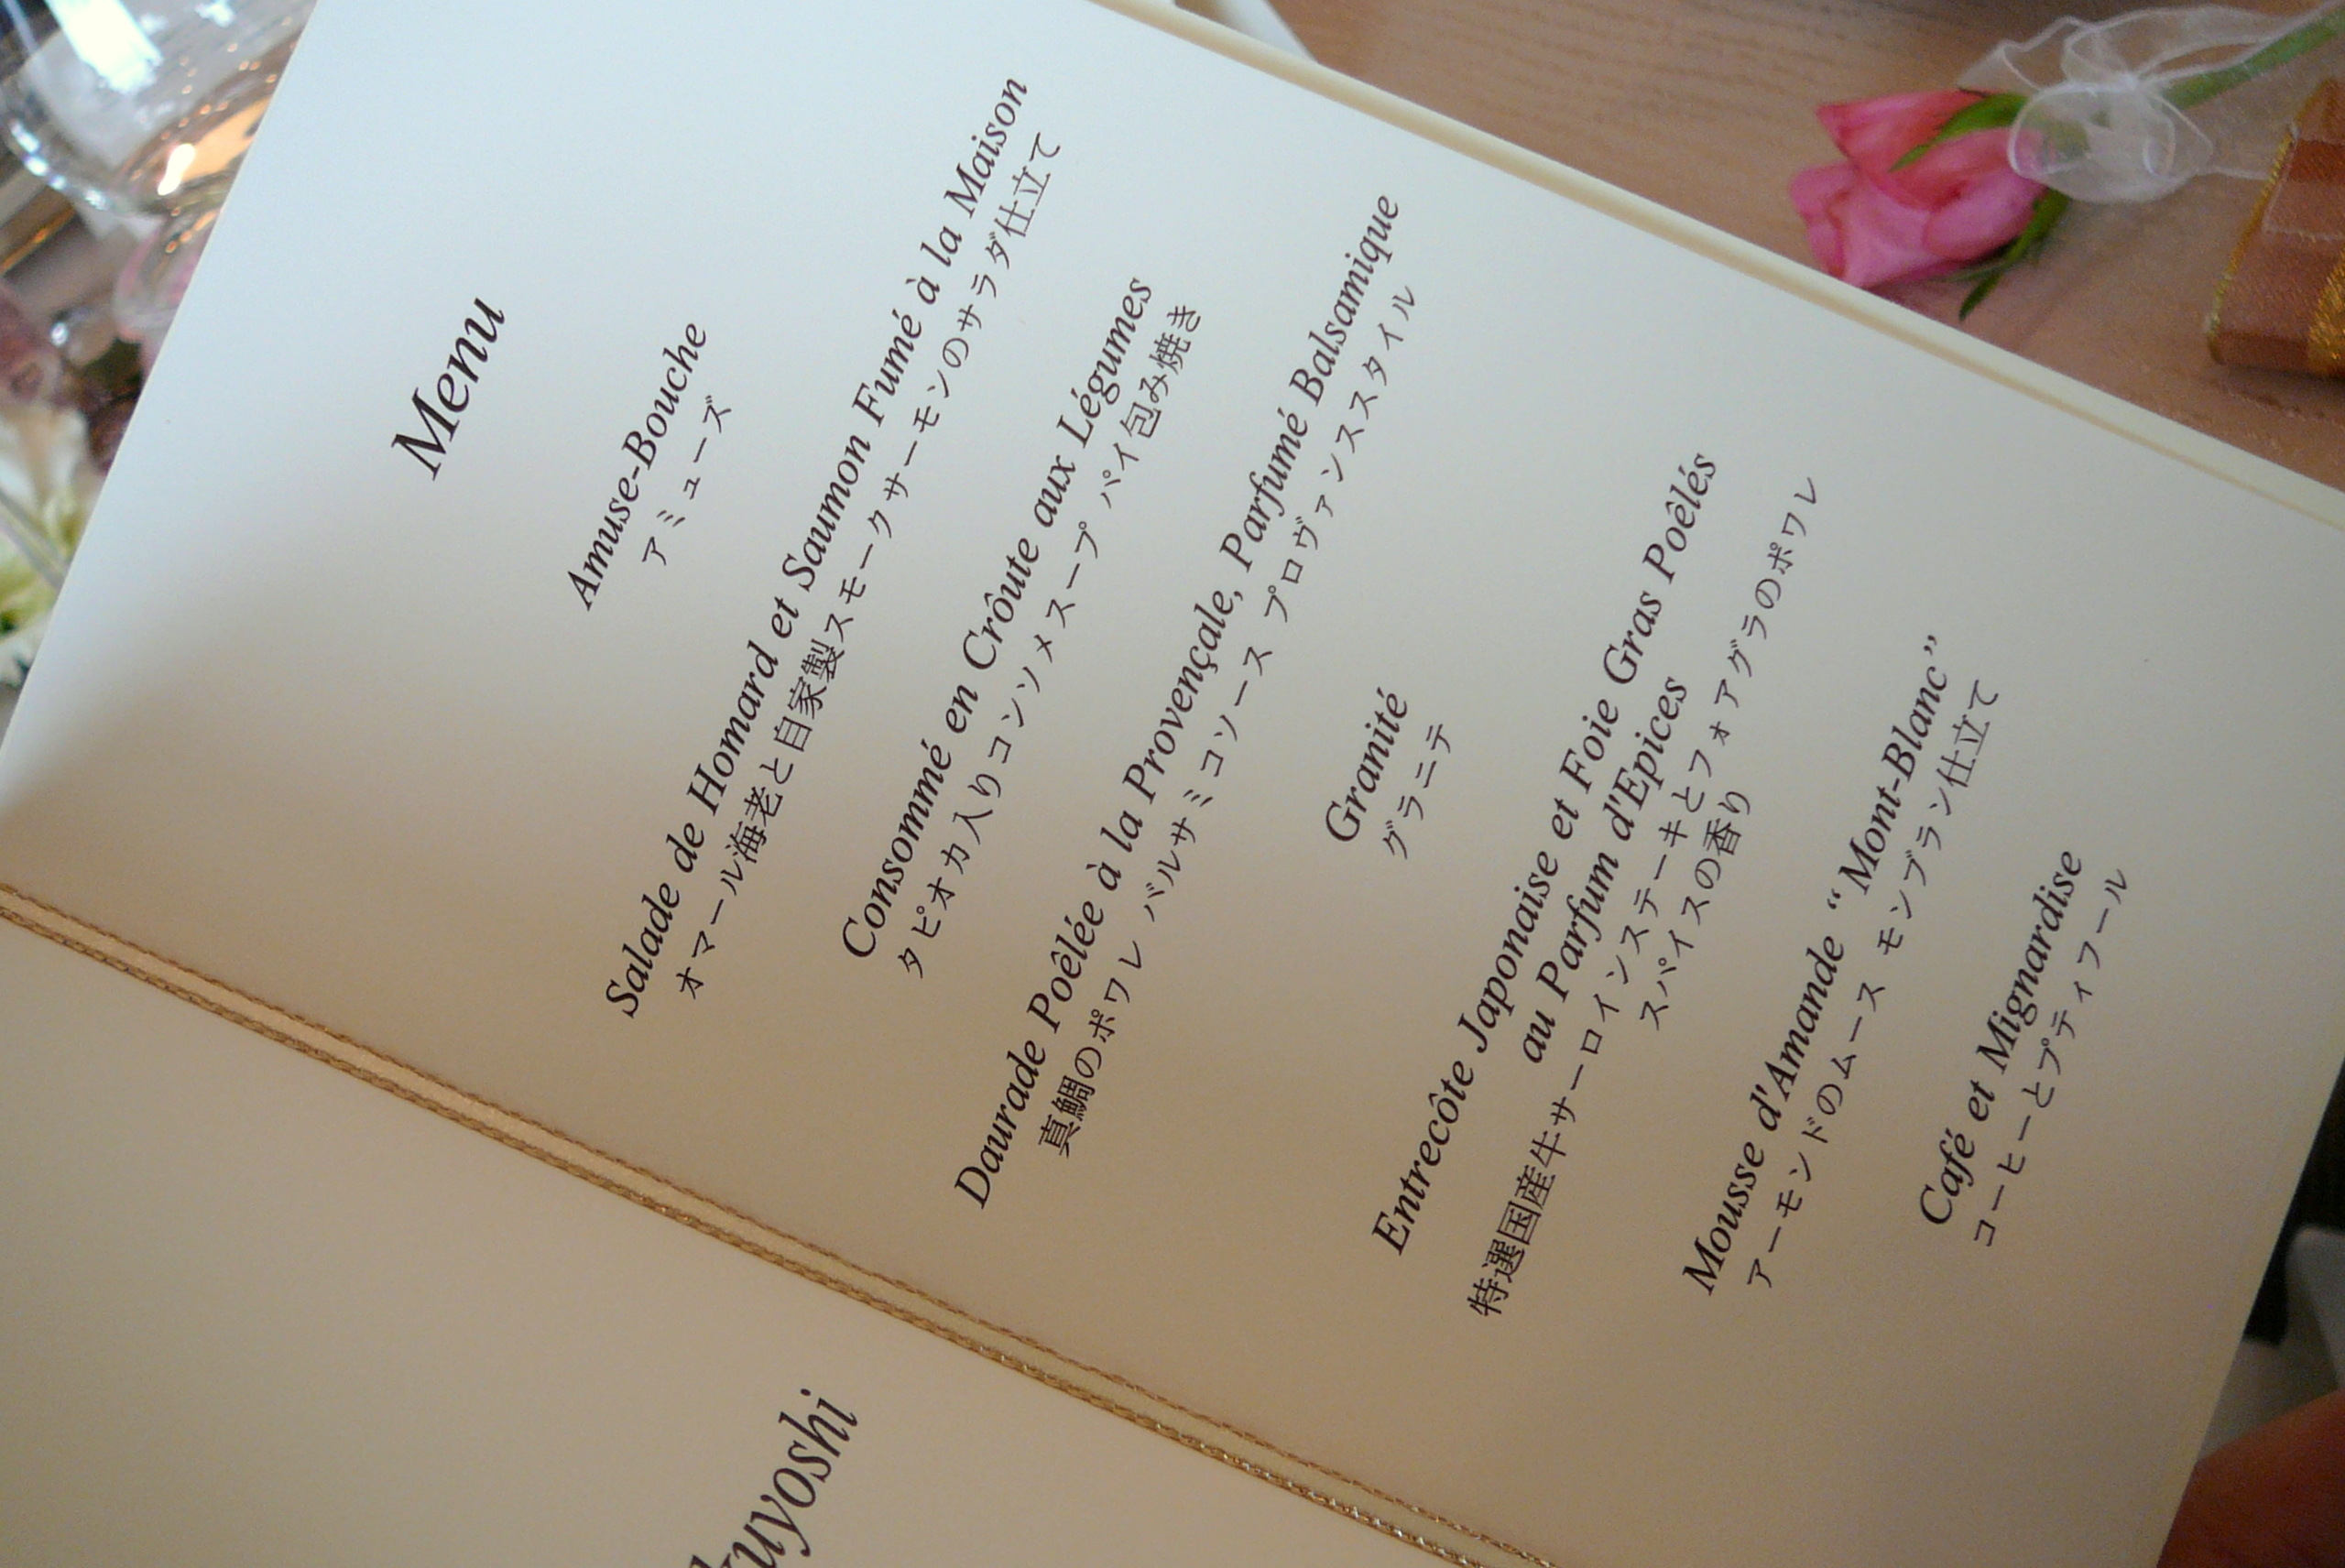 Menu
Amuse-Bouche
アミューズ
Salade de Homard et Saumon Fumé à la Maison
オマール海老と自家製スモークサーモンのサラダ仕立て
Consommé en Croûte aux Légumes
タピオカ入りコンソメスープ パイ包み焼き
Daurade Poêlée à la Provençale, Parfumé Balsamique
真鯛のポワレ バルサミコソース プロヴァンススタイル
Granité
グラニテ
Entrecôte Japonaise et Foie Gras Poêlés
au Parfum d'Epices
特選国産牛サーロインステーキとフォアグラのポワレ
スパイスの香り
Mousse d'Amande “Mont-Blanc”
アーモンドのムース モンブラン仕立て
Café et Mignardise
コーヒーとプティフール